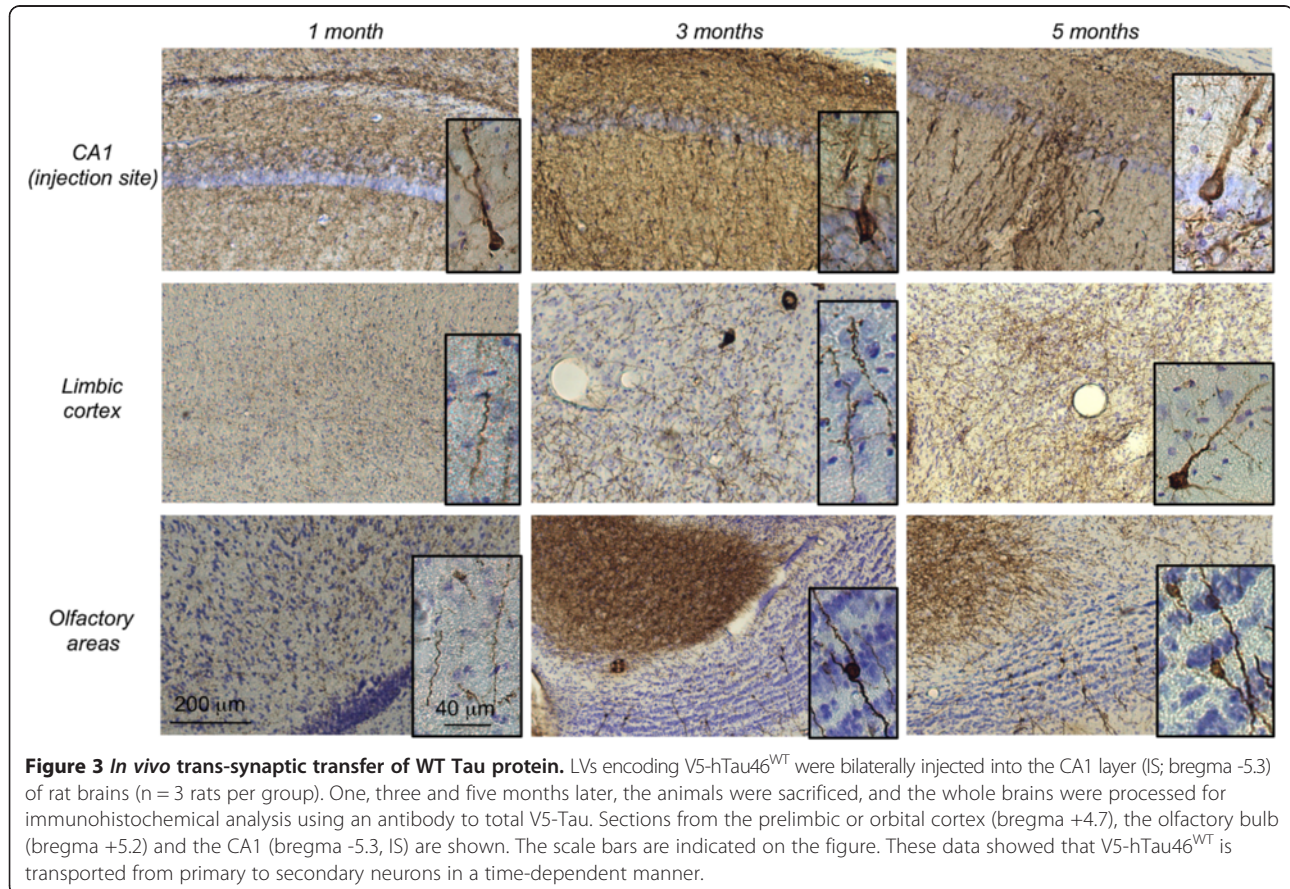 1 month
3 months
5 months
CA1
(injection site)
Limbic
cortex
Olfactory
areas
200 μm
40 μm
Figure 3 In vivo trans-synaptic transfer of WT Tau protein. LVs encoding V5-hTau46WT were bilaterally injected into the CA1 layer (IS; bregma -5.3)
of rat brains (n = 3 rats per group). One, three and five months later, the animals were sacrificed, and the whole brains were processed for
immunohistochemical analysis using an antibody to total V5-Tau. Sections from the prelimbic or orbital cortex (bregma +4.7), the olfactory bulb
(bregma +5.2) and the CA1 (bregma -5.3, IS) are shown. The scale bars are indicated on the figure. These data showed that V5-hTau46WT is
transported from primary to secondary neurons in a time-dependent manner.